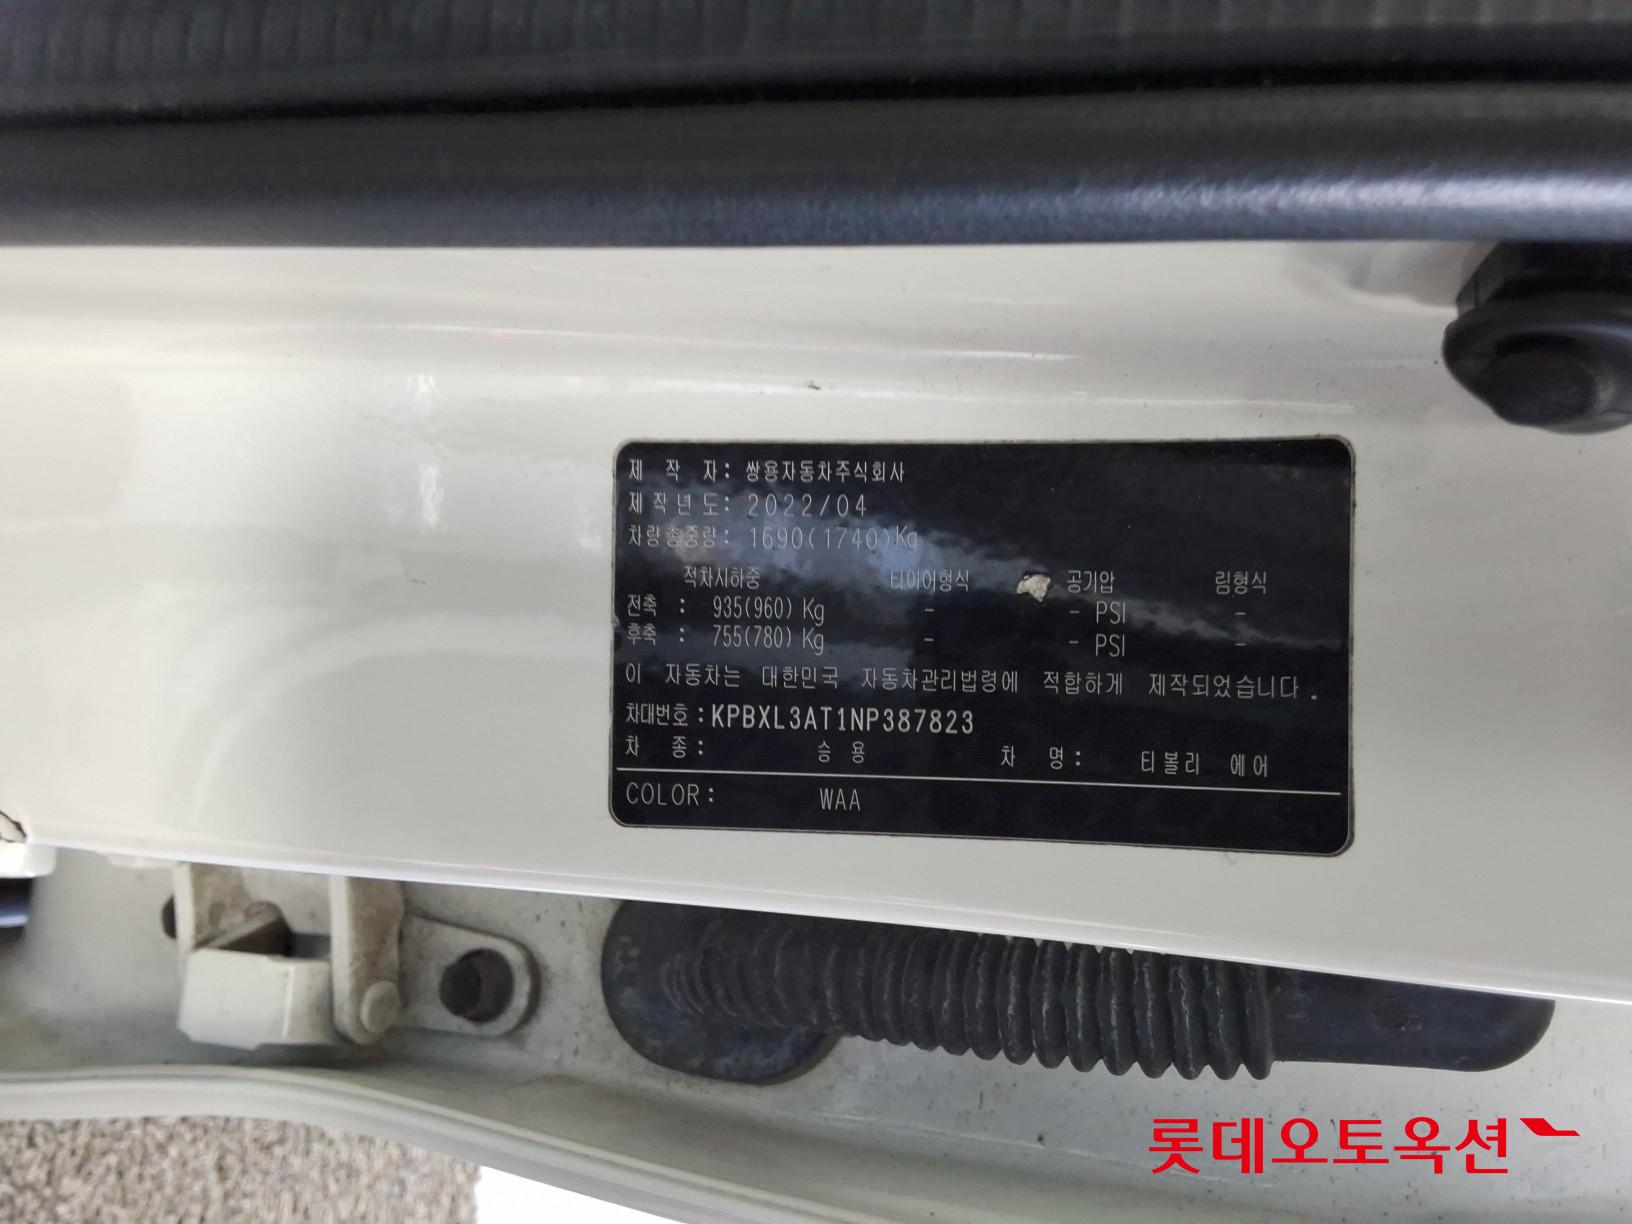 제 작 자: 쌍용자동차주식회사
제작년도: 2022/04
차량총중량: 1690(1740)Kg
적차시하중 타이어형식 공기압 림형식
전축 : 935(960) Kg - - PSI -
후축 : 755(780) Kg - - PSI -
이 자동차는 대한민국 자동차관리법령에 적합하게 제작되었습니다.
차대번호:KPBXL3AT1NP387823
차 종: 승 용 차 명: 티볼리 에어
COLOR: WAA
롯데오토옥션